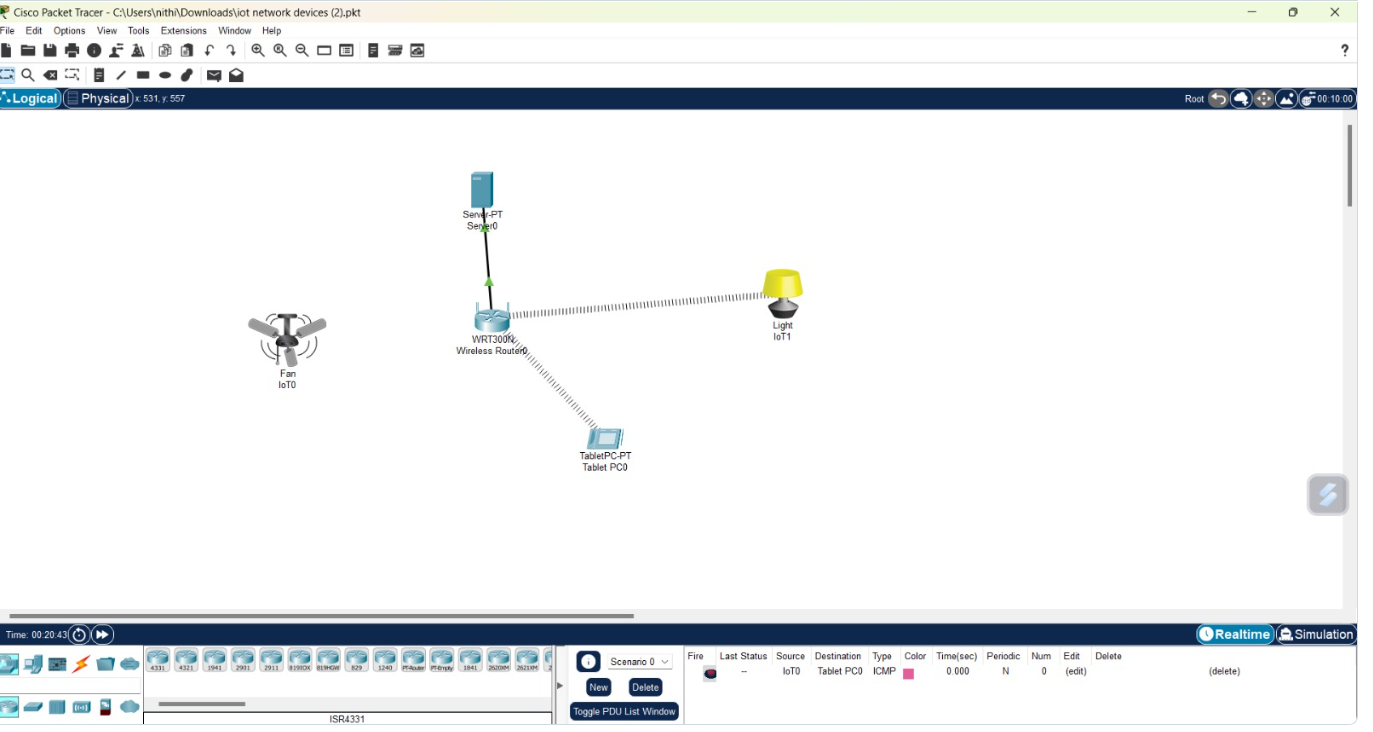 Cisco Packet Tracer - C:\Users\nithi\Downloads\iot network devices (2).pkt
File Edit Options View Tools Extensions Window Help
?
Logical Physical x: 531, y: 557 Root 00:10:00
Server-PT
Server0
Light
IoT1
WRT300N
Wireless Router0
Fan
IoT0
TabletPC-PT
Tablet PC0
Time: 00:20:43 Realtime Simulation
4331 4321 1941 2901 2911 819IOX 819HGW 829 1240 PT-Router PT-Empty 1841 2620XM 2621XM 2
ISR4331
Scenario 0
New Delete
Toggle PDU List Window
Fire Last Status Source Destination Type Color Time(sec) Periodic Num Edit Delete
-- IoT0 Tablet PC0 ICMP 0.000 N 0 (edit) (delete)